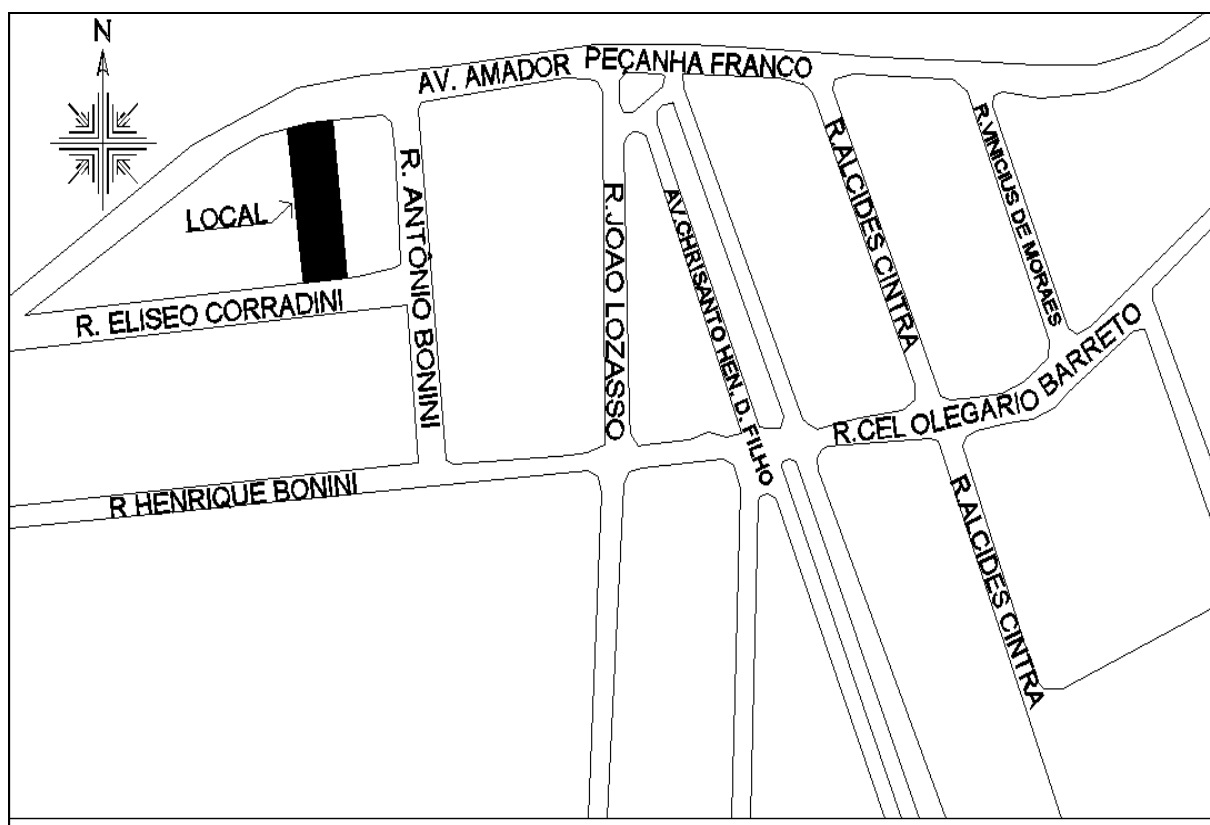 N
AV. AMADOR PEÇANHA FRANCO
R. ANTÔNIO BONINI
R. JOAO LOZASSO
AV.CHRISANTO HEN. D. FILHO
R.ALCIDES CINTRA
R.VINICIUS DE MORAES
LOCAL
R. ELISEO CORRADINI
R.CEL OLEGARIO BARRETO
R HENRIQUE BONINI
R.ALCIDES CINTRA